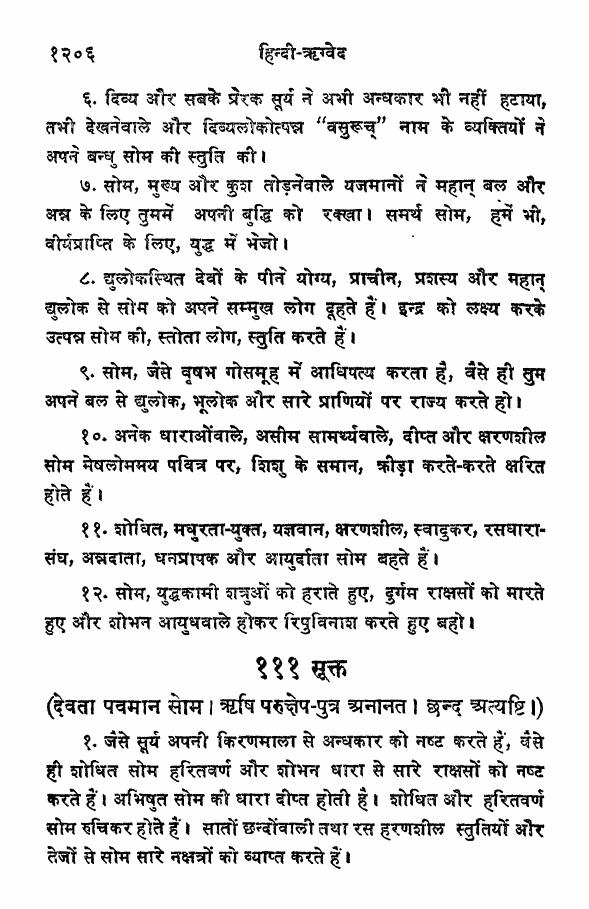 १२०६ हिन्दी-ऋग्वेद
६. दिव्य और सबके प्रेरक सूर्य ने अभी अन्धकार भी नहीं हटाया,
तभी देखनेवाले और दिव्यलोकोत्पन्न “वसुरूच्” नाम के व्यक्तियों ने
अपने बन्धु सोम की स्तुति की।
७. सोम, मुख्य और कुश तोड़नेवाले यजमानों ने महान् बल और
अन्न के लिए तुममें अपनी बुद्धि को रक्खा। समर्थ सोम, हमें भी,
वीर्यप्राप्ति के लिए, युद्ध में भेजो।
८. द्युलोकस्थित देवों के पीने योग्य, प्राचीन, प्रशस्य और महान्
द्युलोक से सोम को अपने सम्मुख लोग दूहते हैं। इन्द्र को लक्ष्य करके
उत्पन्न सोम की, स्तोता लोग, स्तुति करते हैं।
९. सोम, जैसे वृषभ गोसमूह में आधिपत्य करता है, वैसे ही तुम
अपने बल से द्युलोक, भूलोक और सारे प्राणियों पर राज्य करते हो।
१०. अनेक धाराओंवाले, असीम सामर्थ्यवाले, दीप्त और क्षरणशील
सोम मेषलोममय पवित्र पर, शिशु के समान, क्रीड़ा करते-करते क्षरित
होते हैं।
११. शोधित, मधुरता-युक्त, यज्ञवान, क्षरणशील, स्वादुकर, रसधारा-
संघ, अन्नदाता, धनप्रापक और आयुर्दाता सोम बहते हैं।
१२. सोम, युद्धकामी शत्रुओं को हराते हुए, दुर्गम राक्षसों को मारते
हुए और शोभन आयुधवाले होकर रिपुविनाश करते हुए बहो।
१११ सूक्त
(देवता पवमान सोम। ऋषि परुच्छेप-पुत्र अनानत। छन्द अत्यष्टि।)
१. जैसे सूर्य अपनी किरणमाला से अन्धकार को नष्ट करते हैं, वैसे
ही शोधित सोम हरितवर्ण और शोभन धारा से सारे राक्षसों को नष्ट
करते हैं। अभिषुत सोम की धारा दीप्त होती है। शोधित और हरितवर्ण
सोम रुचिकर होते हैं। सातों छन्दोंवाली तथा रस हरणशील स्तुतियों और
तेजों से सोम सारे नक्षत्रों को व्याप्त करते हैं।